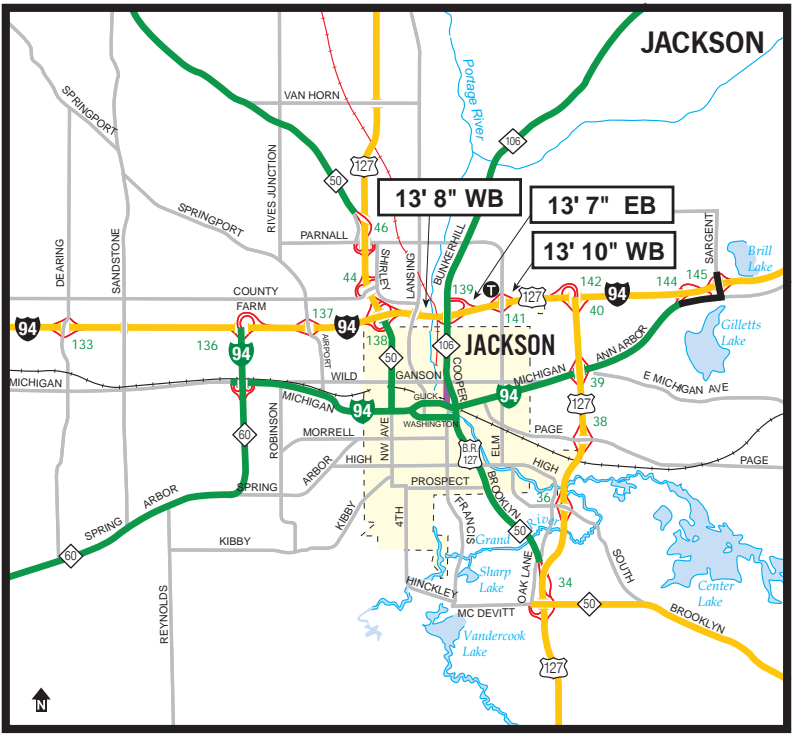 JACKSON
SPRINGPORT
VAN HORN
Portage River
106
127
50
RIVES JUNCTION
13' 8" WB
13' 7" EB
13' 10" WB
SPRINGPORT
DEARING
SANDSTONE
PARNALL
46
SHIRLEY
LANSING
BUNKERHILL
SARGENT
Brill
Lake
44
COUNTY
FARM
139
T
127
142
94
144
145
94
133
136
137
94
138
141
40
AIRPORT
94
50
106
JACKSON
COOPER
ANN ARBOR
MICHIGAN
Gilletts
Lake
MICHIGAN
WILD
GANSON
39
E MICHIGAN AVE
MICHIGAN
94
GLICK
94
127
WASHINGTON
60
ROBINSON
MORRELL
NW AVE
B.R.
127
ELM
PAGE
38
PAGE
HIGH
ARBOR
SPRING
HIGH
PROSPECT
BROOKLYN
36
SPRING
ARBOR
KIBBY
4TH
FRANCIS
50
Grand
River
60
KIBBY
SOUTH
Sharp
Lake
OAK LANE
34
Center
Lake
HINCKLEY
MC DEVITT
50
BROOKLYN
REYNOLDS
Vandercook
Lake
127
N